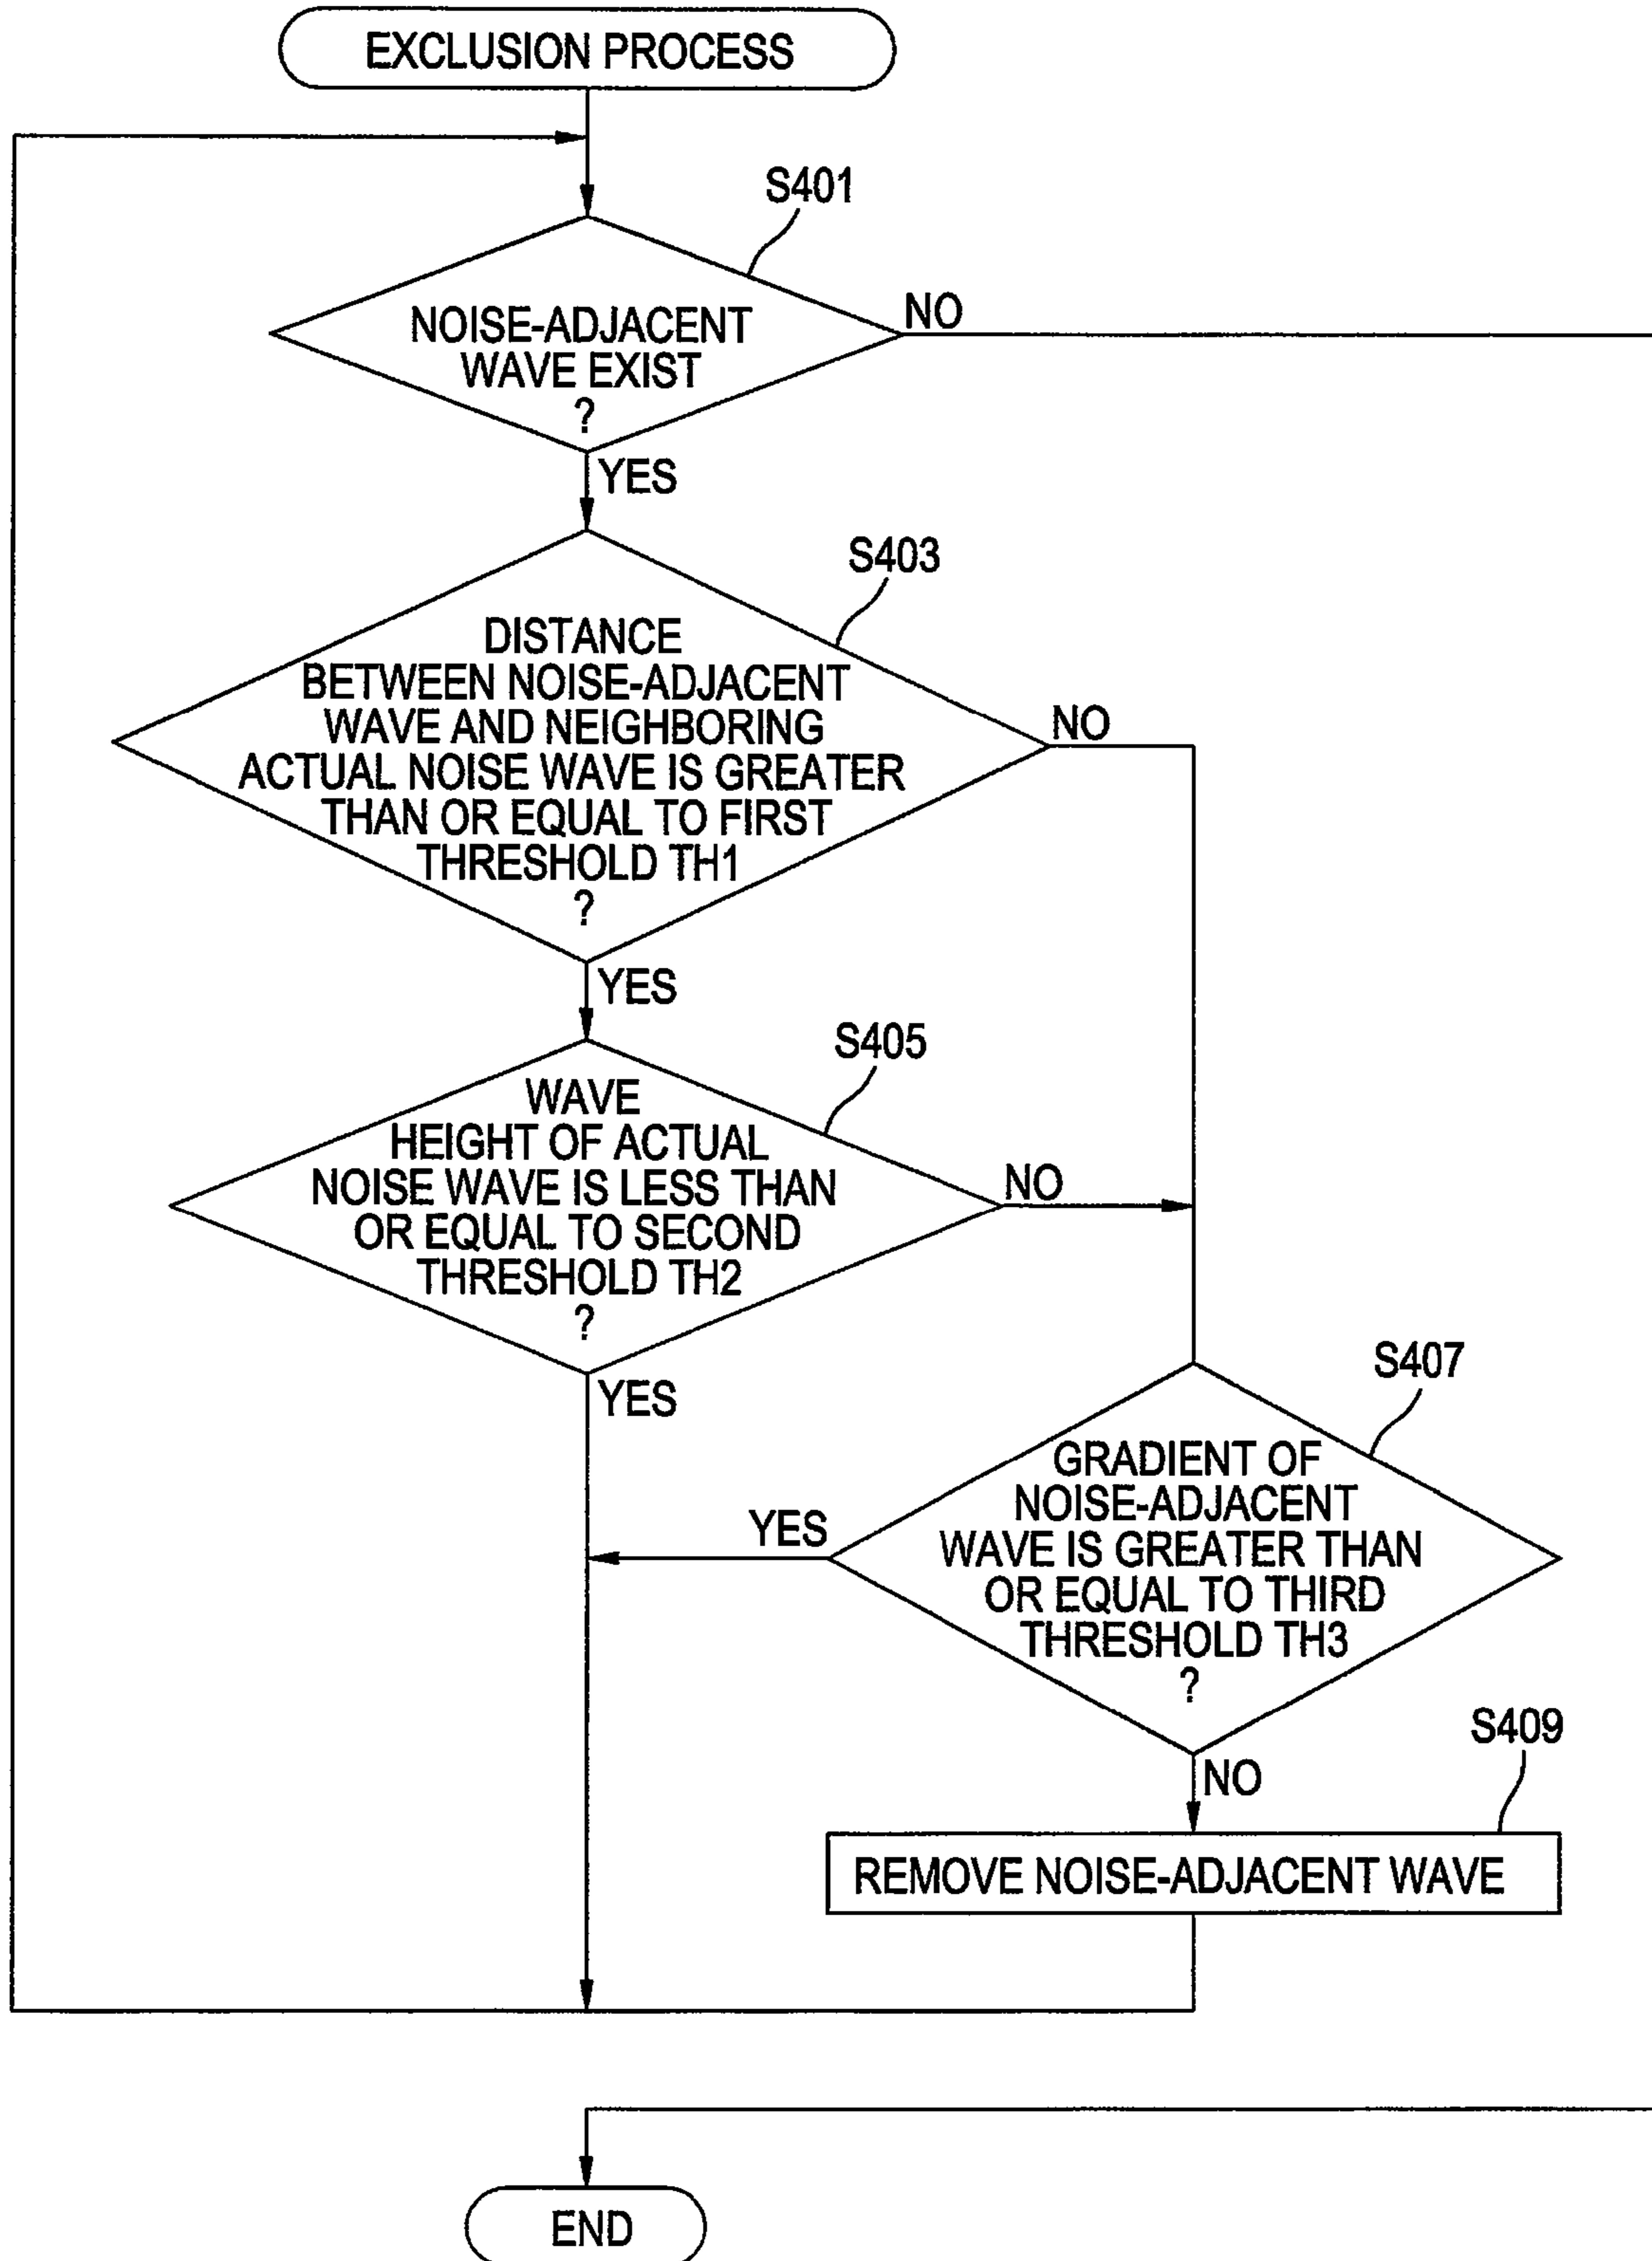 EXCLUSION PROCESS
S401
NOISE-ADJACENT
WAVE EXIST
?
NO
YES
S403
DISTANCE
BETWEEN NOISE-ADJACENT
WAVE AND NEIGHBORING
ACTUAL NOISE WAVE IS GREATER
THAN OR EQUAL TO FIRST
THRESHOLD TH1
?
NO
YES
S405
WAVE
HEIGHT OF ACTUAL
NOISE WAVE IS LESS THAN
OR EQUAL TO SECOND
THRESHOLD TH2
?
NO
YES
S407
GRADIENT OF
NOISE-ADJACENT
WAVE IS GREATER THAN
OR EQUAL TO THIRD
THRESHOLD TH3
?
YES
NO
S409
REMOVE NOISE-ADJACENT WAVE
END